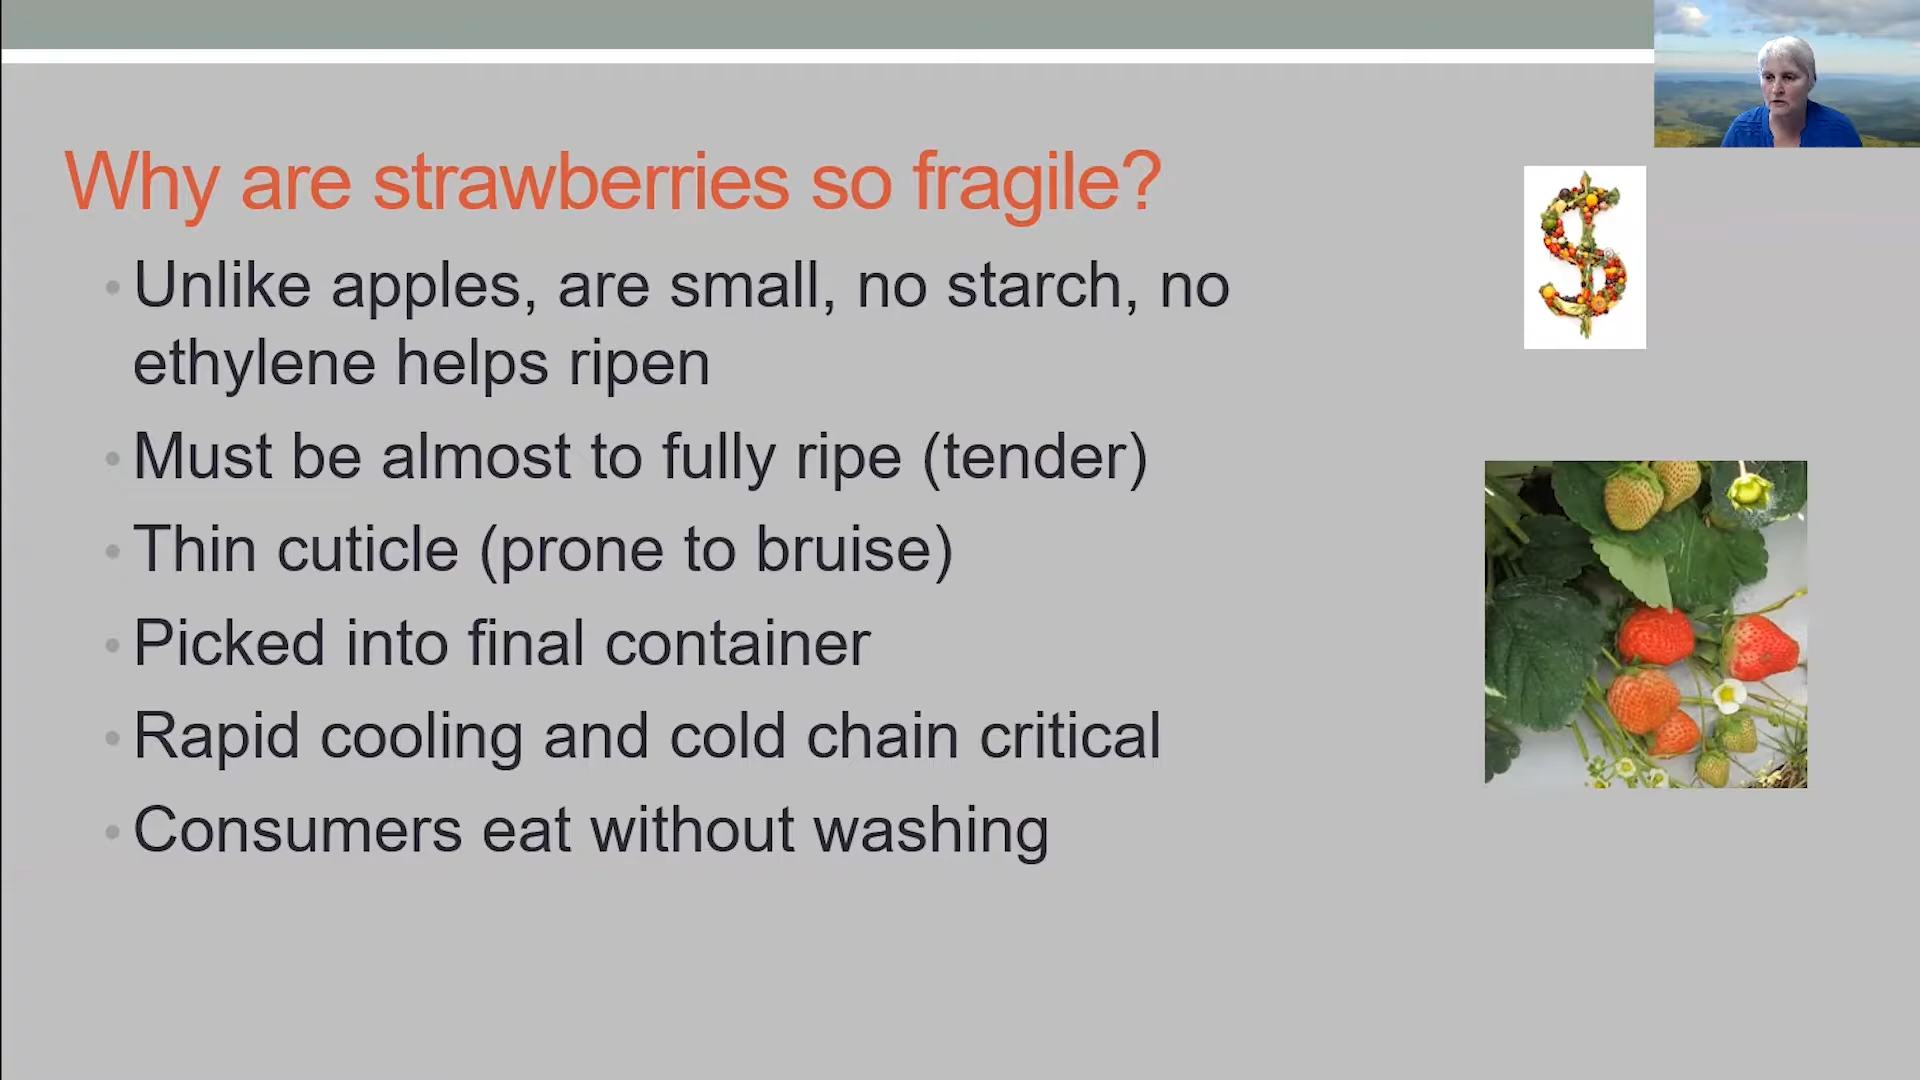 Why are strawberries so fragile?
• Unlike apples, are small, no starch, no
ethylene helps ripen
• Must be almost to fully ripe (tender)
• Thin cuticle (prone to bruise)
• Picked into final container
• Rapid cooling and cold chain critical
• Consumers eat without washing